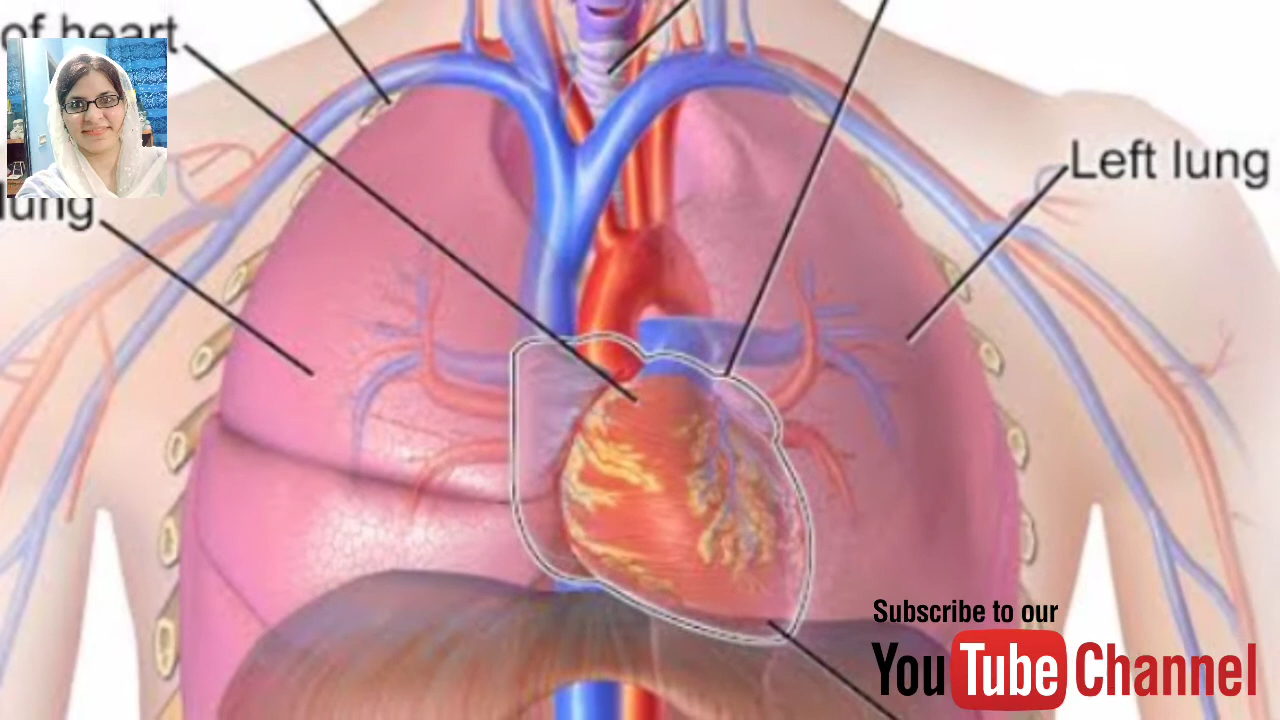 of heart
Left lung
lung
Subscribe to our
YouTube Channel